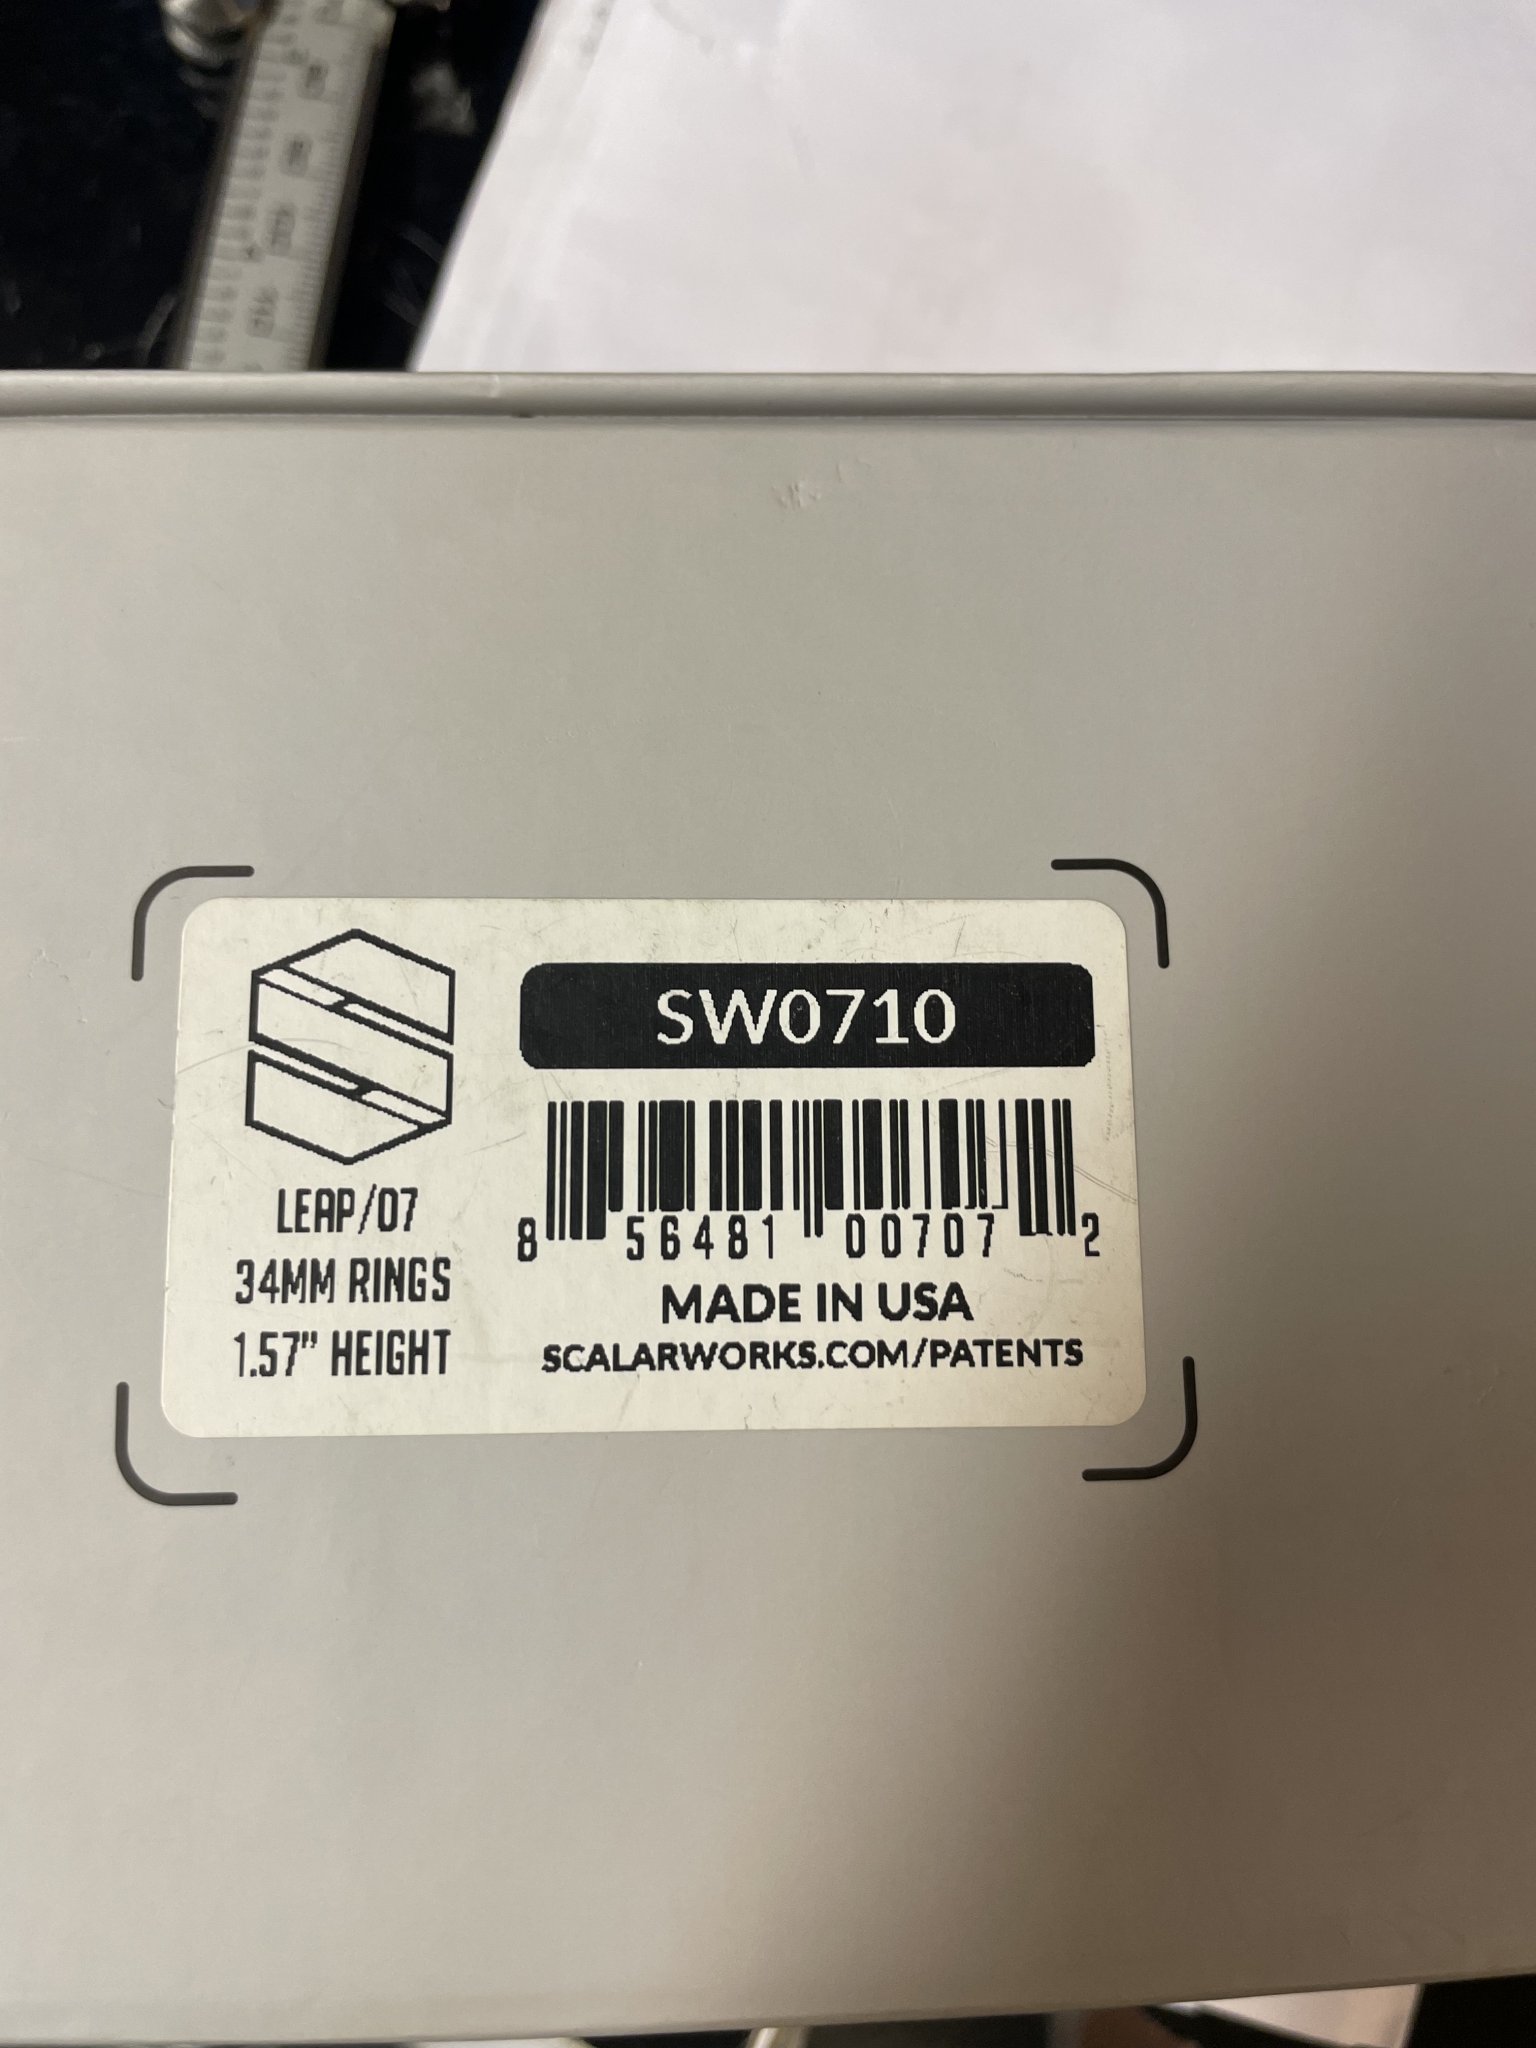 SW0710
8 56481 00707 2
MADE IN USA
SCALARWORKS.COM/PATENTS
LEAP/07
34MM RINGS
1.57" HEIGHT